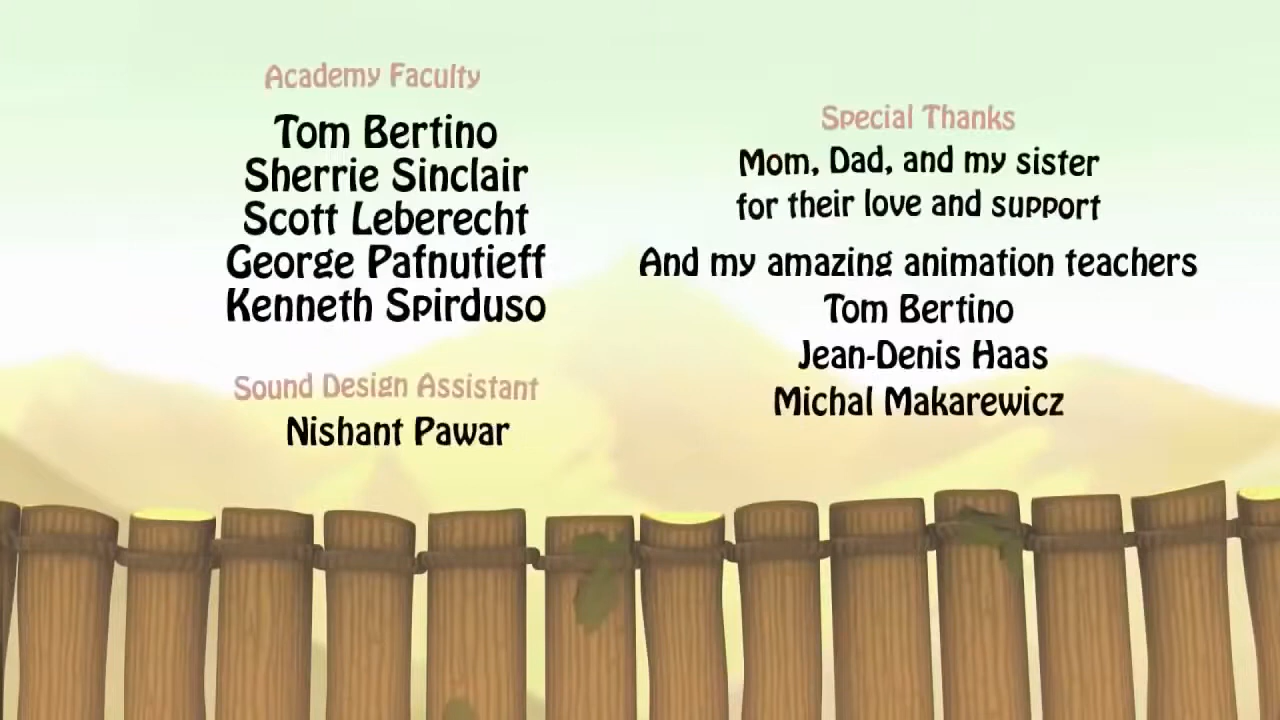 Academy Faculty
Tom Bertino
Sherrie Sinclair
Scott Leberecht
George Pafnutieff
Kenneth Spirduso
Sound Design Assistant
Nishant Pawar
Special Thanks
Mom, Dad, and my sister
for their love and support
And my amazing animation teachers
Tom Bertino
Jean-Denis Haas
Michal Makarewicz